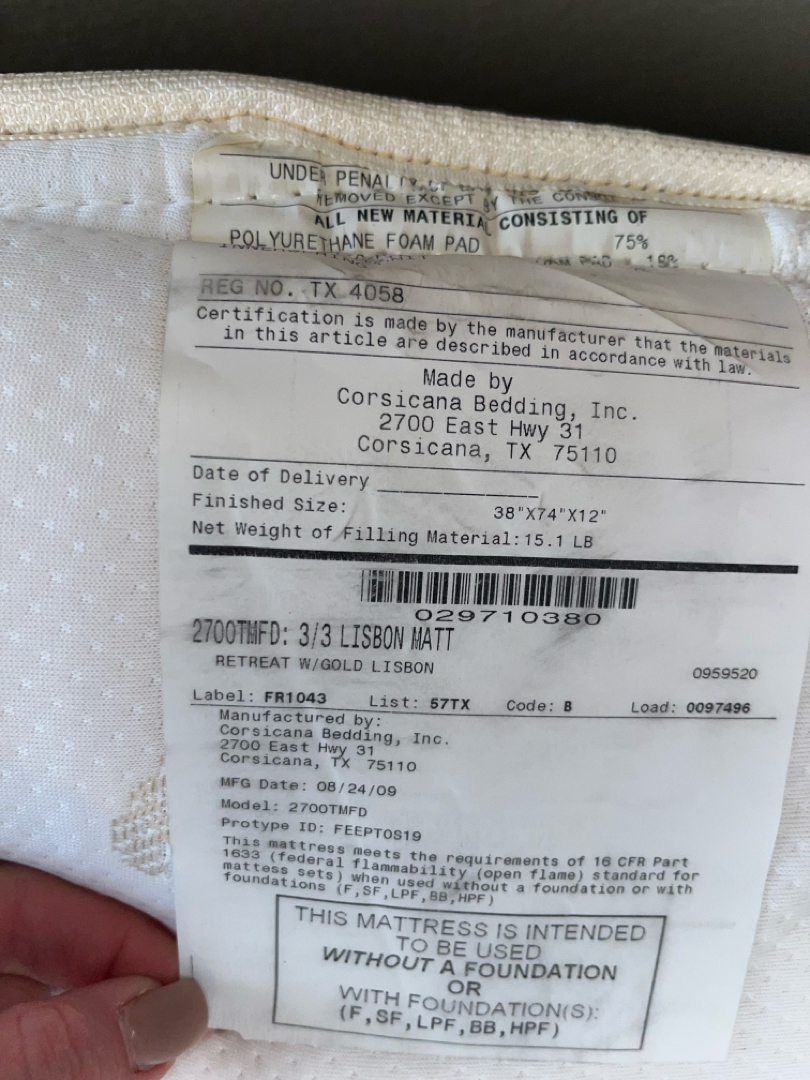 UNDER PENAL
REMOVED EXCEPT BY THE
ALL NEW MATERIA CONSISTING OF
POLYURETHANE FOAM PAD 75%
REG NO. TX 4058
Certification is made by the manufacturer that the materials
in this article are described in accordance with law.
Made by
Corsicana Bedding, Inc.
2700 East Hwy 31
Corsicana, TX 75110
Date of Delivery
Finished Size: 38"X74"X12"
Net Weight of Filling Material:15.1 LB
029710380
2700TMFD: 3/3 LISBON MATT
RETREAT W/GOLD LISBON 0959520
Label: FR1043 List: 57TX Code: B Load: 0097496
Manufactured by:
Corsicana Bedding, Inc.
2700 East Hwy 31
Corsicana, TX 75110
MFG Date: 08/24/09
Model: 2700TMFD
Protype ID: FEEPT0S19
This mattress meets the requirements of 16 CFR Part
1633 (federal flammability (open flame) standard for
mattess sets) when used without a foundation or with
foundations (F,SF,LPF,BB,HPF)
THIS MATTRESS IS INTENDED
TO BE USED
WITHOUT A FOUNDATION
OR
WITH FOUNDATION(S):
(F,SF,LPF,BB,HPF)